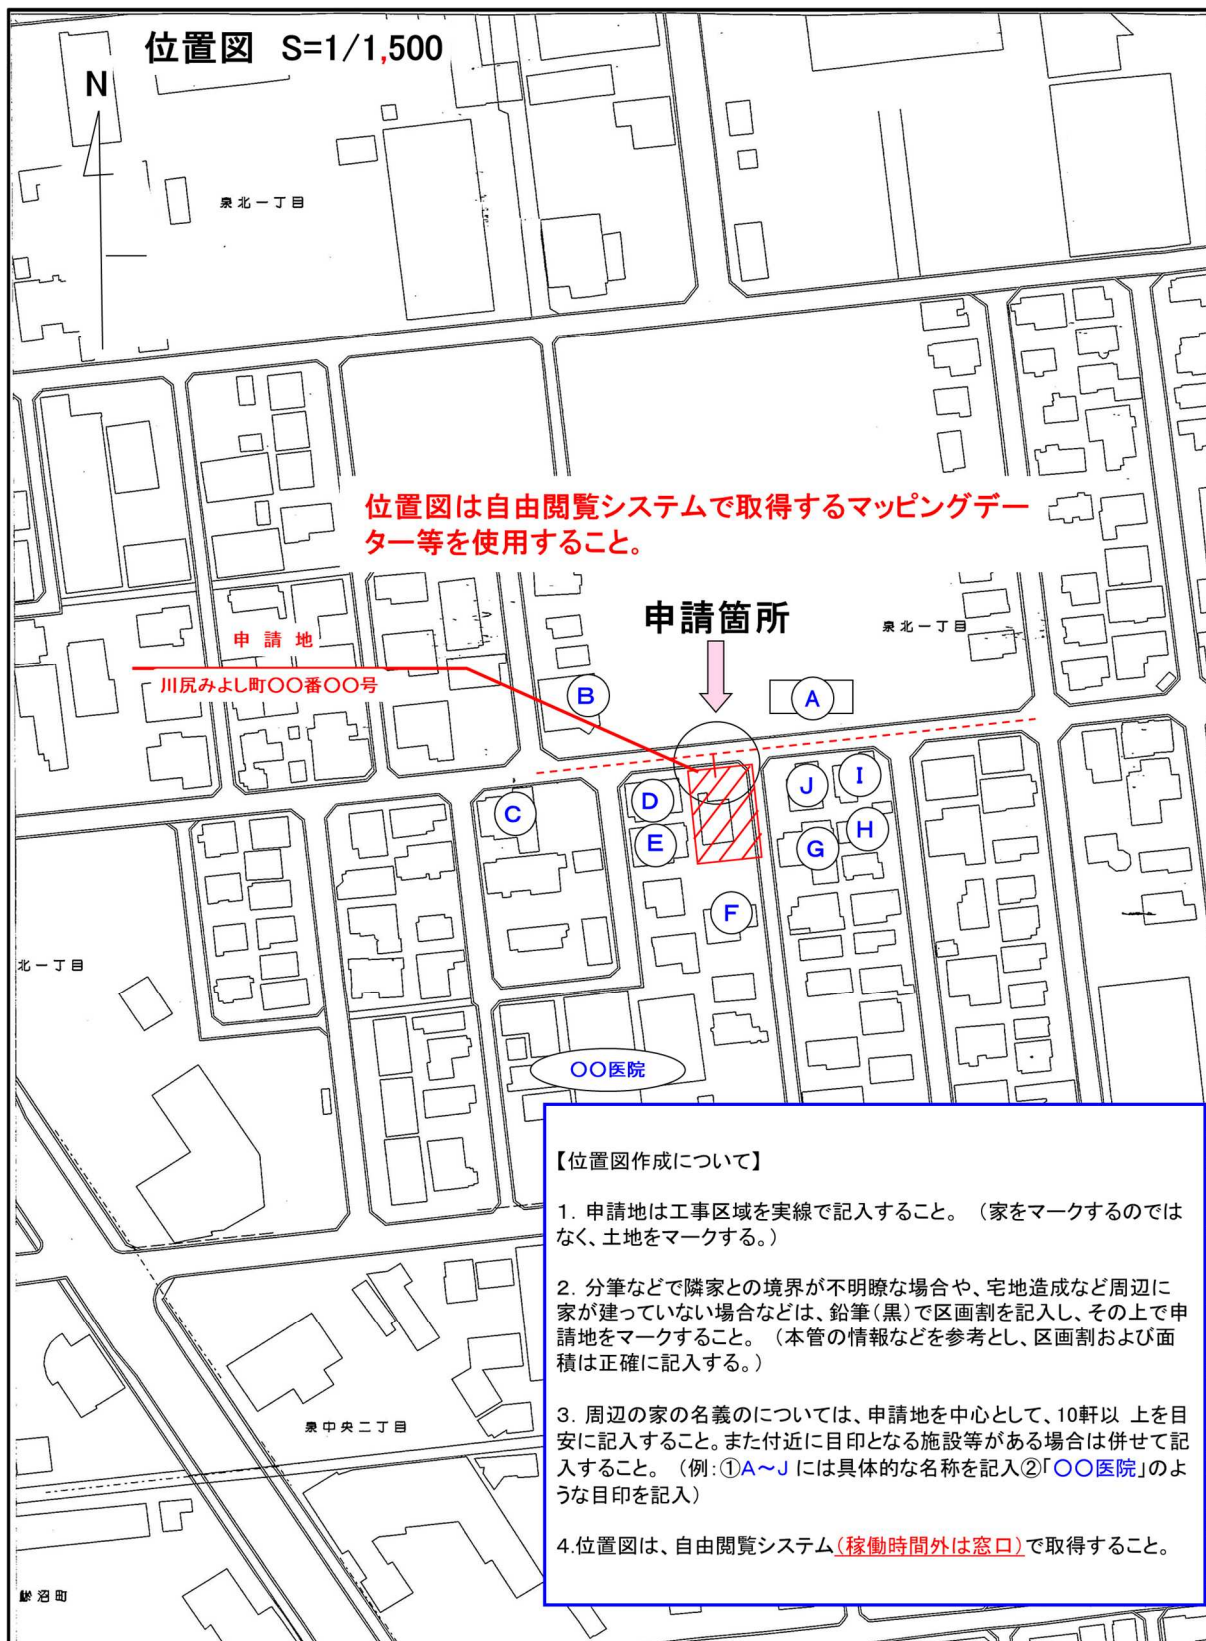 位置図 S=1/1,500
N
泉北一丁目
位置図は自由閲覧システムで取得するマッピングデー
ター等を使用すること。
申請箇所
泉北一丁目
申 請 地
川尻みよし町〇〇番〇〇号
B
A
C
D
J
I
E
G
H
F
北一丁目
〇〇医院
【位置図作成について】
1. 申請地は工事区域を実線で記入すること。 （家をマークするのでは
なく、土地をマークする。）
2. 分筆などで隣家との境界が不明瞭な場合や、宅地造成など周辺に
家が建っていない場合などは、鉛筆（黒）で区画割を記入し、その上で申
請地をマークすること。 （本管の情報などを参考とし、区画割および面
積は正確に記入する。）
3. 周辺の家の名義のについては、申請地を中心として、10軒以 上を目
安に記入すること。また付近に目印となる施設等がある場合は併せて記
入すること。 （例：①A～J には具体的な名称を記入②「〇〇医院」のよ
うな目印を記入）
4.位置図は、自由閲覧システム（稼働時間外は窓口）で取得すること。
泉中央二丁目
沼町